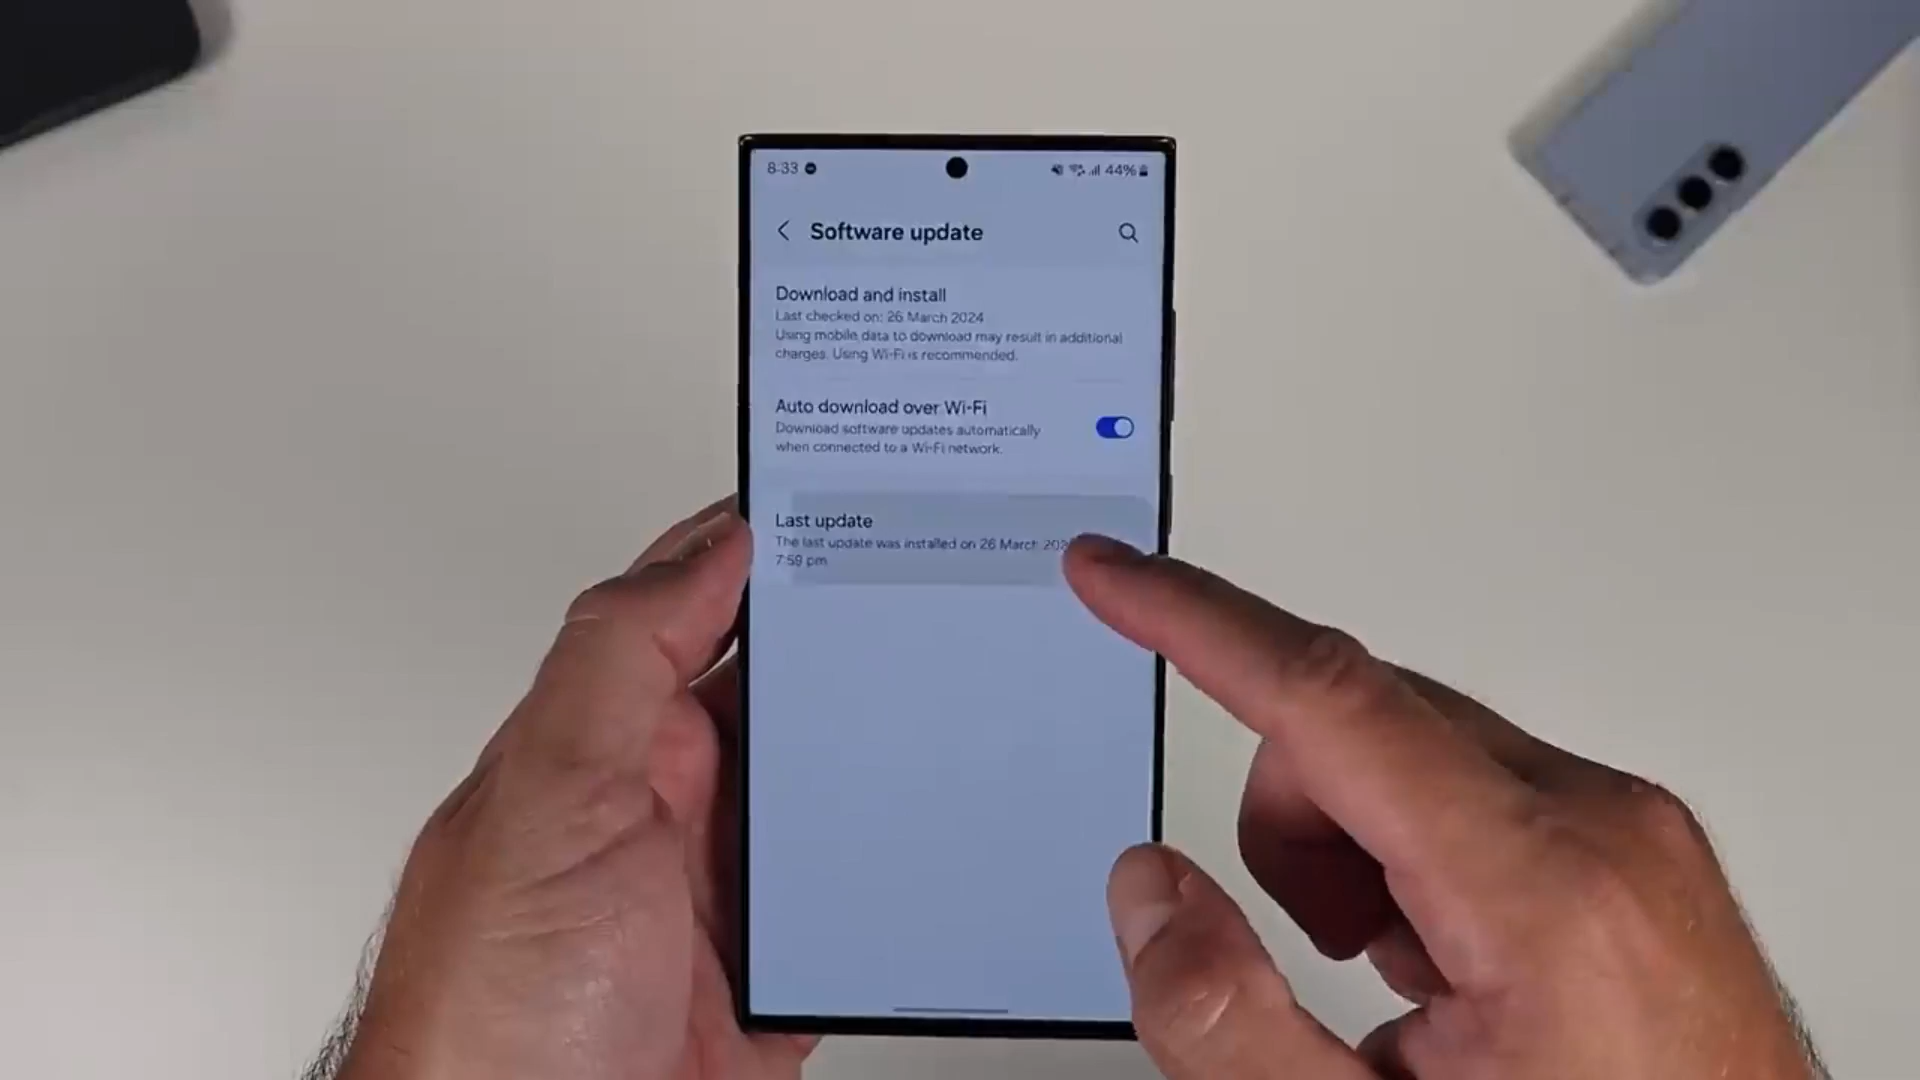 8:33
44%
Software update
Download and install
Last checked on: 26 March 2024
Using mobile data to download may result in additional
charges. Using Wi-Fi is recommended.
Auto download over Wi-Fi
Download software updates automatically
when connected to a Wi-Fi network.
Last update
The last update was installed on 26 March
7:59 pm